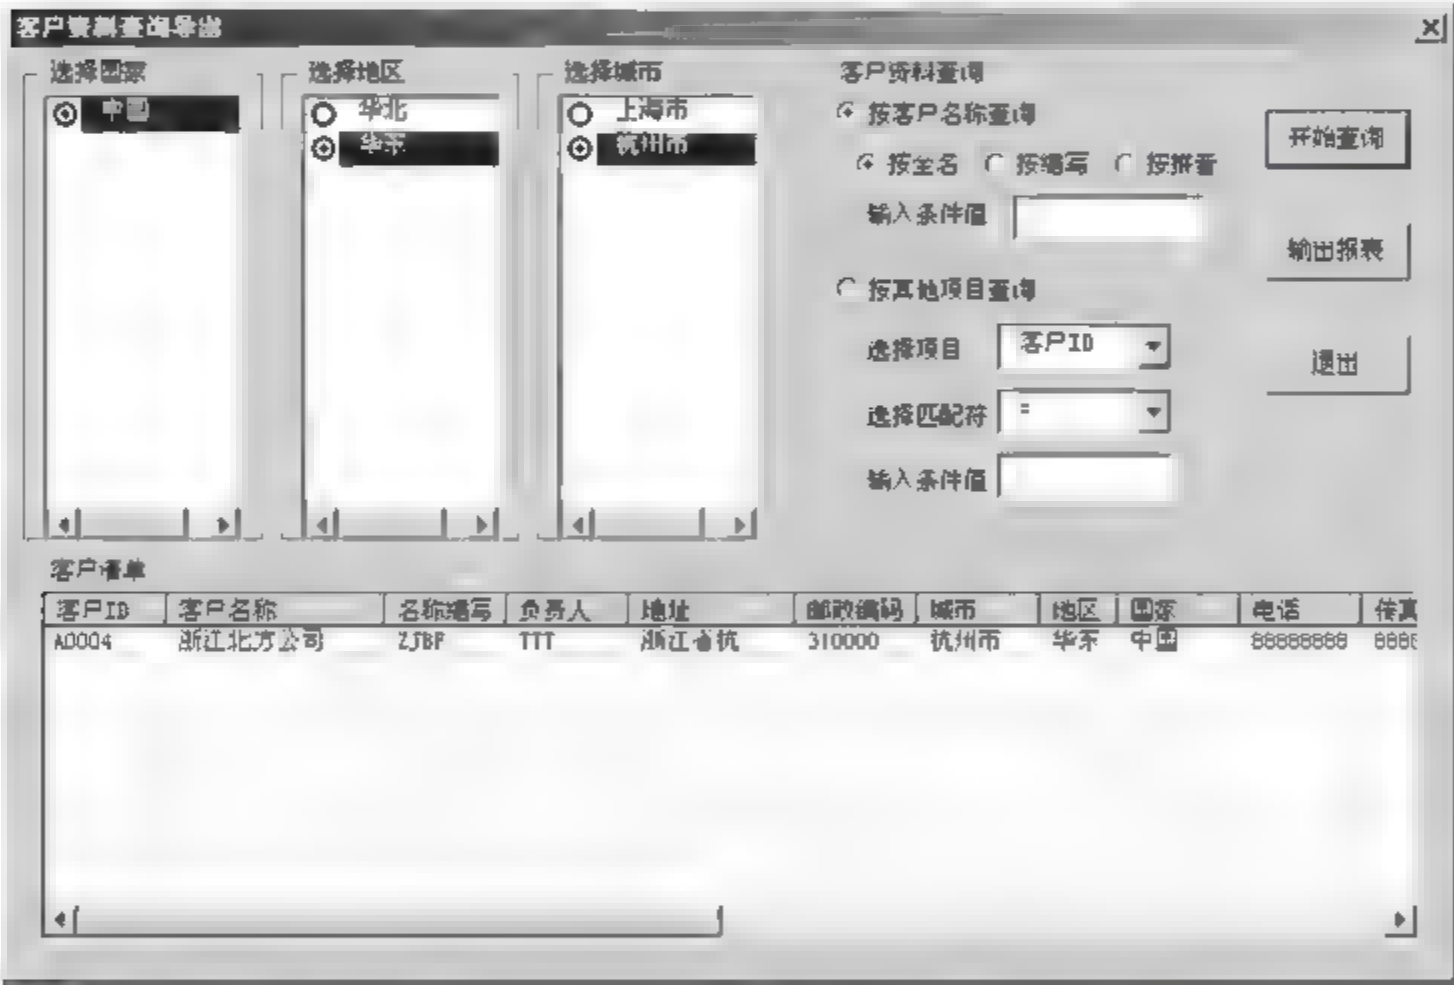 客户资料查询导出
选择国家
中国
选择地区
华北
华东
选择城市
上海市
杭州市
客户资料查询
按客户名称查询
按全名 按缩写 按拼音
输入条件值
按其他项目查询
选择项目 客户ID
选择匹配符 =
输入条件值
开始查询
输出报表
退出
客户清单
客户ID 客户名称 名称缩写 负责人 地址 邮政编码 城市 地区 国家 电话 传真
A0004 浙江北方公司 ZJBF TTT 浙江省杭 310000 杭州市 华东 中国 88888888 888